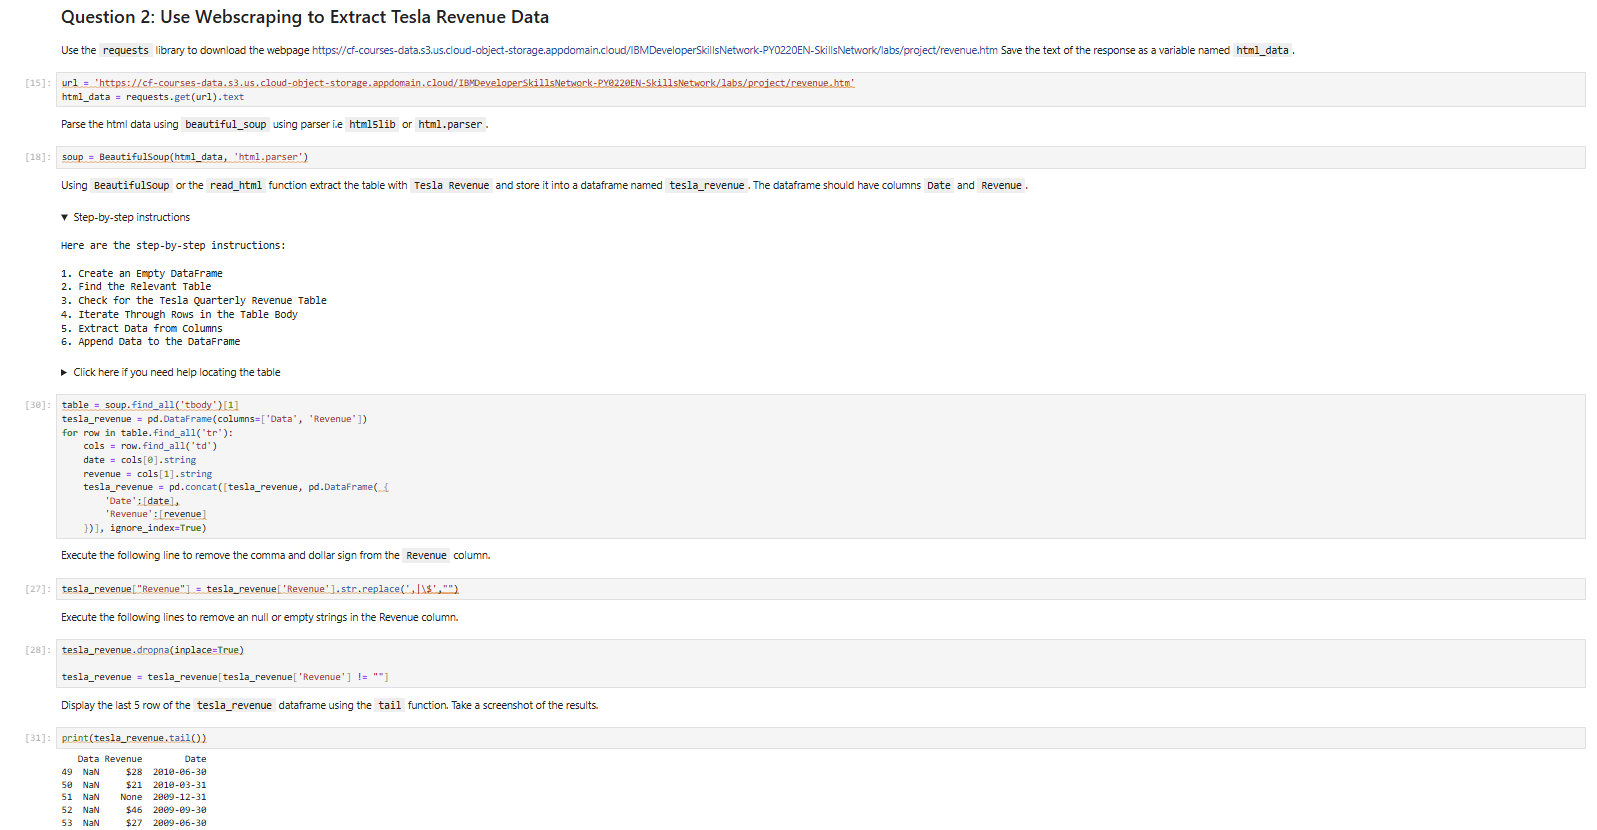 Question 2: Use Webscraping to Extract Tesla Revenue Data
Use the requests library to download the webpage https://cf-courses-data.s3.us.cloud-object-storage.appdomain.cloud/IBMDeveloperSkillsNetwork-PY0220EN-SkillsNetwork/labs/project/revenue.htm Save the text of the response as a variable named html_data.
[15]: url = 'https://cf-courses-data.s3.us.cloud-object-storage.appdomain.cloud/IBMDeveloperSkillsNetwork-PY0220EN-SkillsNetwork/labs/project/revenue.htm'
html_data = requests.get(url).text
Parse the html data using beautiful_soup using parser i.e html5lib or html.parser.
[18]: soup = BeautifulSoup(html_data, 'html.parser')
Using BeautifulSoup or the read_html function extract the table with Tesla Revenue and store it into a dataframe named tesla_revenue. The dataframe should have columns Date and Revenue.
▼ Step-by-step instructions
Here are the step-by-step instructions:
1. Create an Empty DataFrame
2. Find the Relevant Table
3. Check for the Tesla Quarterly Revenue Table
4. Iterate Through Rows in the Table Body
5. Extract Data from Columns
6. Append Data to the DataFrame
▶ Click here if you need help locating the table
[30]: table = soup.find_all('tbody')[1]
tesla_revenue = pd.DataFrame(columns=['Data', 'Revenue'])
for row in table.find_all('tr'):
    cols = row.find_all('td')
    date = cols[0].string
    revenue = cols[1].string
    tesla_revenue = pd.concat([tesla_revenue, pd.DataFrame( {
        'Date':[date],
        'Revenue':[revenue]
    })], ignore_index=True)
Execute the following line to remove the comma and dollar sign from the Revenue column.
[27]: tesla_revenue["Revenue"] = tesla_revenue['Revenue'].str.replace(',|\$',"")
Execute the following lines to remove an null or empty strings in the Revenue column.
[28]: tesla_revenue.dropna(inplace=True)
tesla_revenue = tesla_revenue[tesla_revenue['Revenue'] != ""]
Display the last 5 row of the tesla_revenue dataframe using the tail function. Take a screenshot of the results.
[31]: print(tesla_revenue.tail())
Data Revenue Date
49 NaN $28 2010-06-30
50 NaN $21 2010-03-31
51 NaN None 2009-12-31
52 NaN $46 2009-09-30
53 NaN $27 2009-06-30